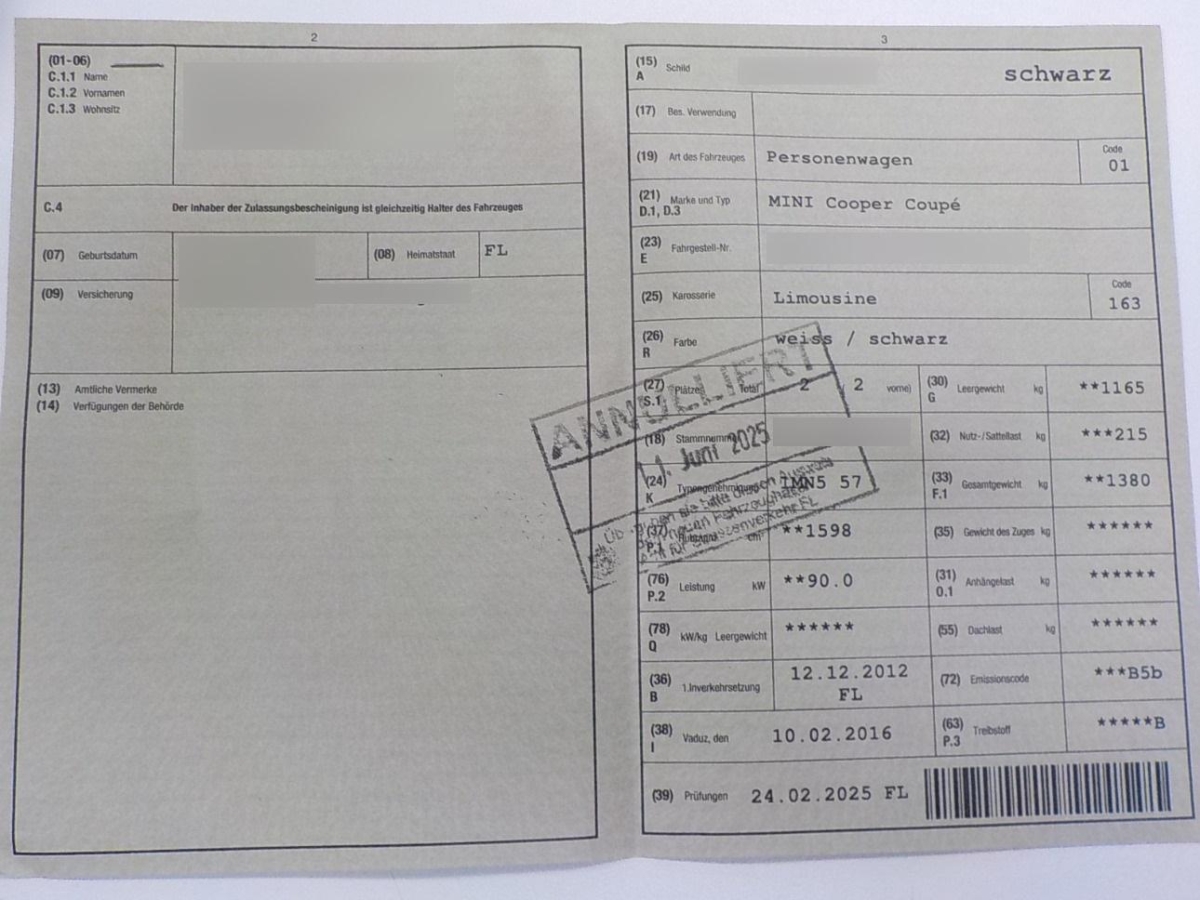 2
(01-06)
C.1.1 Name
C.1.2 Vornamen
C.1.3 Wohnsitz
C.4 Der Inhaber der Zulassungsbescheinigung ist gleichzeitig Halter des Fahrzeuges
(07) Geburtsdatum
(08) Heimatstaat FL
(09) Versicherung
(13) Amtliche Vermerke
(14) Verfügungen der Behörde
3
(15) A Schild schwarz
(17) Bes. Verwendung
(19) Art des Fahrzeuges Personenwagen Code 01
(21) D.1, D.3 Marke und Typ MINI Cooper Coupé
(23) E Fahrgestell-Nr.
(25) Karosserie Limousine Code 163
(26) R Farbe weiss / schwarz
(27) S.1 Plätze Total 2 2 vorne)
(30) G Leergewicht kg **1165
(18) Stammnummer
(32) Nutz-/Sattellast kg ***215
(24) K Typengenehmigung 1MN5 57
(33) F.1 Gesamtgewicht kg **1380
(37) P.1 Hubraum cm³ **1598
(35) Gewicht des Zuges kg ******
(76) P.2 Leistung kW **90.0
(31) O.1 Anhängelast kg ******
(78) Q kW/kg Leergewicht ******
(55) Dachlast kg ******
(36) B 1.Inverkehrsetzung 12.12.2012 FL
(72) Emissionscode ***B5b
(38) I Vaduz, den 10.02.2016
(63) P.3 Treibstoff *****B
(39) Prüfungen 24.02.2025 FL
ANNULLIERT
Juni 2025